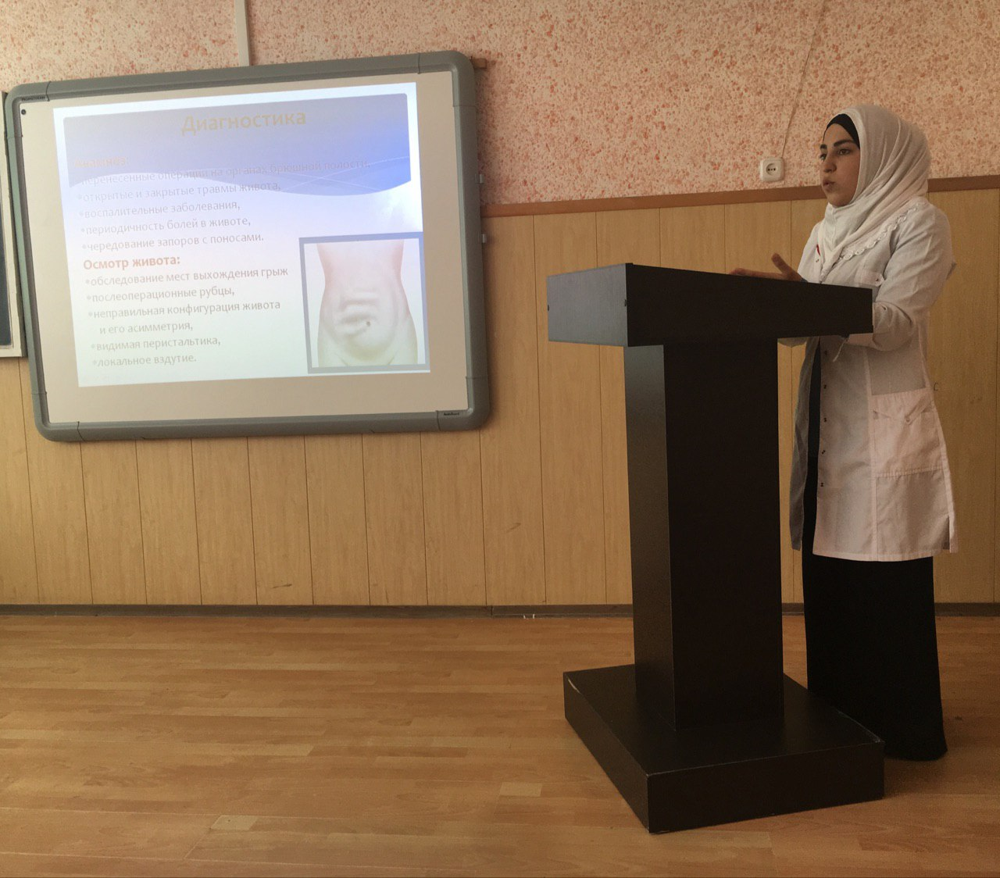 Диагностика
Анамнез:
•перенесенные операции на органах брюшной полости,
•открытые и закрытые травмы живота,
•воспалительные заболевания,
•периодичность болей в животе,
•чередование запоров с поносами.
Осмотр живота:
•обследование мест выхождения грыж
•послеоперационные рубцы,
•неправильная конфигурация живота
и его асимметрия,
•видимая перистальтика,
•локальное вздутие.